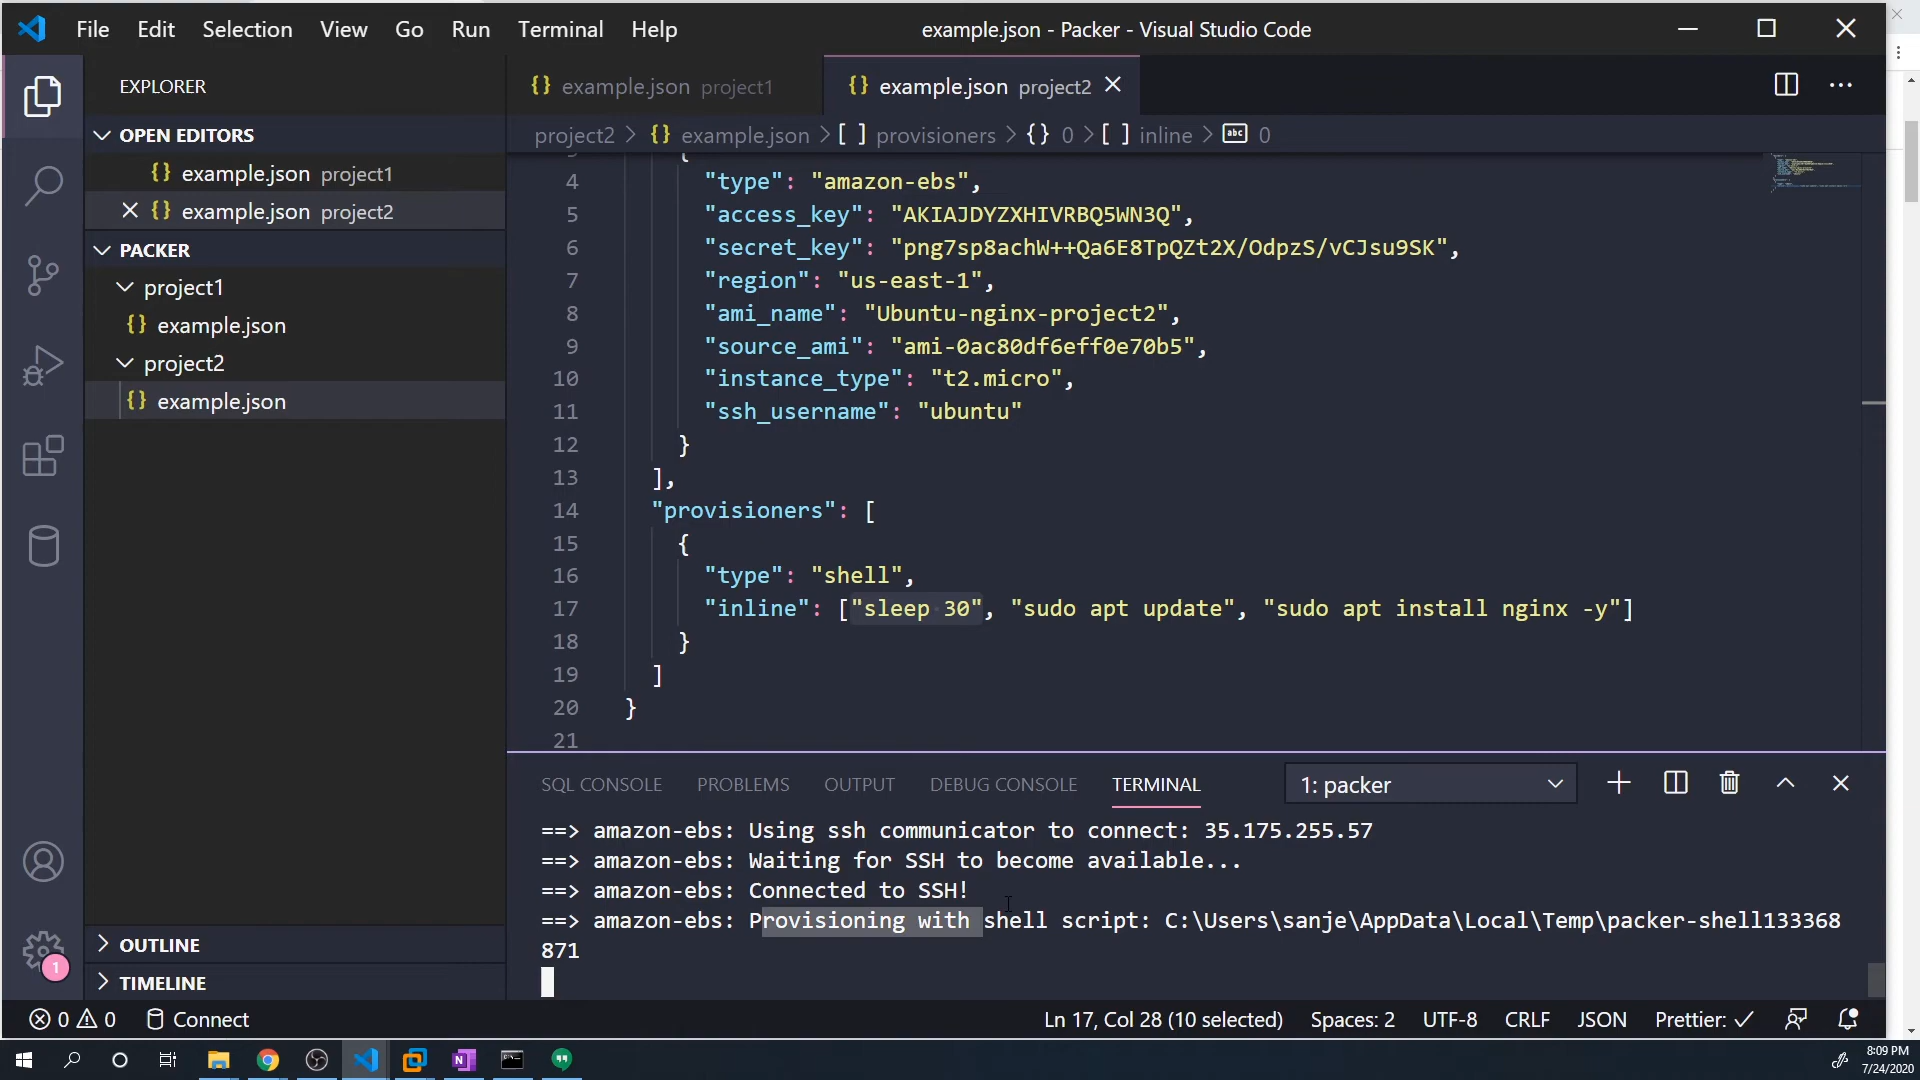 File Edit Selection View Go Run Terminal Help
example.json - Packer - Visual Studio Code
EXPLORER
OPEN EDITORS
{} example.json project1
{} example.json project2
PACKER
project1
{} example.json
project2
{} example.json
OUTLINE
TIMELINE
{} example.json project1
{} example.json project2
project2 > {} example.json > [ ] provisioners > {} 0 > [ ] inline > abc 0
4 "type": "amazon-ebs",
5 "access_key": "AKIAJDYZXHIVRBQ5WN3Q",
6 "secret_key": "png7sp8achW++Qa6E8TpQZt2X/OdpzS/vCJsu9SK",
7 "region": "us-east-1",
8 "ami_name": "Ubuntu-nginx-project2",
9 "source_ami": "ami-0ac80df6eff0e70b5",
10 "instance_type": "t2.micro",
11 "ssh_username": "ubuntu"
12 }
13 ],
14 "provisioners": [
15 {
16 "type": "shell",
17 "inline": ["sleep 30", "sudo apt update", "sudo apt install nginx -y"]
18 }
19 ]
20 }
21
SQL CONSOLE PROBLEMS OUTPUT DEBUG CONSOLE TERMINAL 1: packer
==> amazon-ebs: Using ssh communicator to connect: 35.175.255.57
==> amazon-ebs: Waiting for SSH to become available...
==> amazon-ebs: Connected to SSH!
==> amazon-ebs: Provisioning with shell script: C:\Users\sanje\AppData\Local\Temp\packer-shell133368
871
1
0 0 Connect Ln 17, Col 28 (10 selected) Spaces: 2 UTF-8 CRLF JSON Prettier: ✓
8:09 PM
7/24/2020